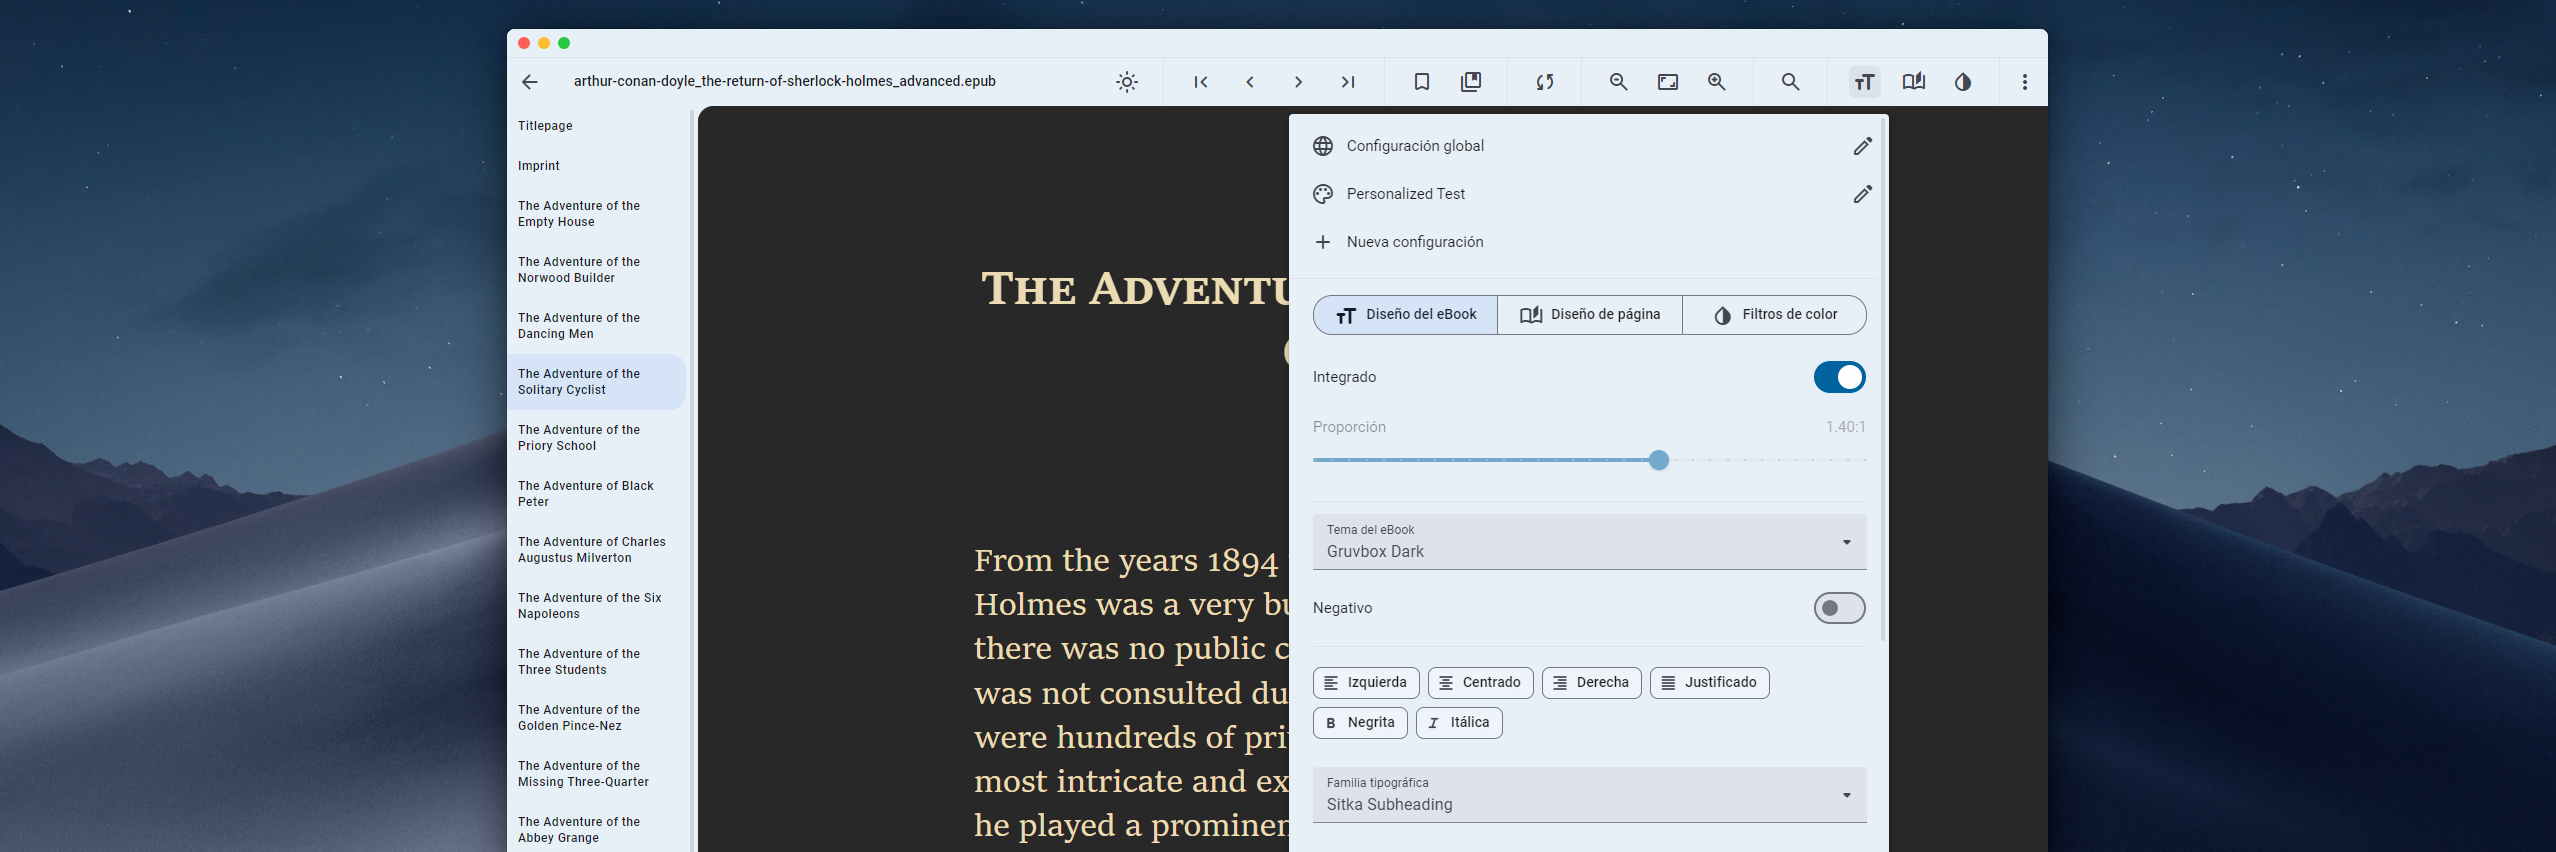 arthur-conan-doyle_the-return-of-sherlock-holmes_advanced.epub
Titlepage
Imprint
The Adventure of the
Empty House
The Adventure of the
Norwood Builder
The Adventure of the
Dancing Men
The Adventure of the
Solitary Cyclist
The Adventure of the
Priory School
The Adventure of Black
Peter
The Adventure of Charles
Augustus Milverton
The Adventure of the Six
Napoleons
The Adventure of the
Three Students
The Adventure of the
Golden Pince-Nez
The Adventure of the
Missing Three-Quarter
The Adventure of the
Abbey Grange
The Adventu
From the years 1894
Holmes was a very bu
there was no public c
was not consulted du
were hundreds of pri
most intricate and ex
he played a prominen
Configuración global
Personalized Test
Nueva configuración
Diseño del eBook
Diseño de página
Filtros de color
Integrado
Proporción 1.40:1
Tema del eBook
Gruvbox Dark
Negativo
Izquierda Centrado Derecha Justificado
B Negrita I Itálica
Familia tipográfica
Sitka Subheading